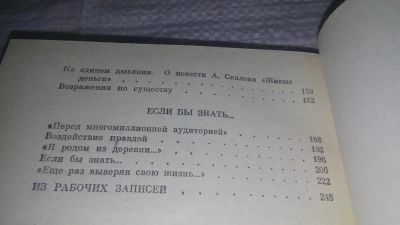 На едином дыхании. О повести А. Скалона «Живые
деньги» 159
Возражения по существу 162
ЕСЛИ БЫ ЗНАТЬ...
«Перед многомиллионной аудиторией» 168
Воздействие правдой 182
«Я родом из деревни...» 196
Если бы знать... 206
«Еще раз выверяя свою жизнь...» 222
ИЗ РАБОЧИХ ЗАПИСЕЙ 240